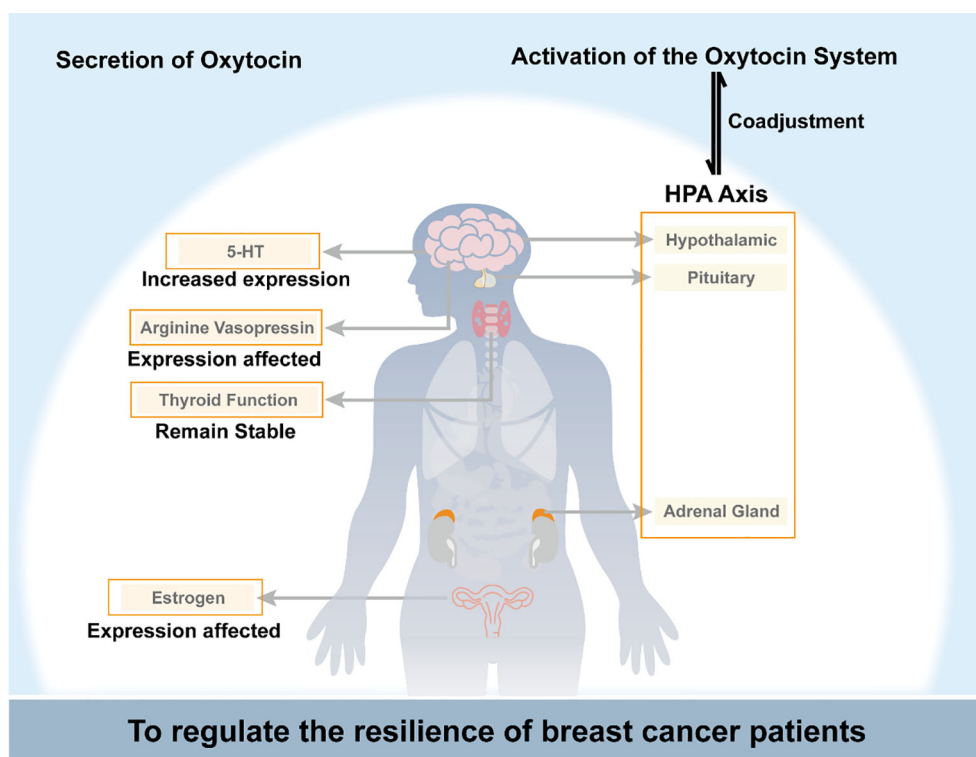 Secretion of Oxytocin
Activation of the Oxytocin System
Coadjustment
HPA Axis
5-HT
Increased expression
Arginine Vasopressin
Expression affected
Thyroid Function
Remain Stable
Estrogen
Expression affected
Hypothalamic
Pituitary
Adrenal Gland
To regulate the resilience of breast cancer patients